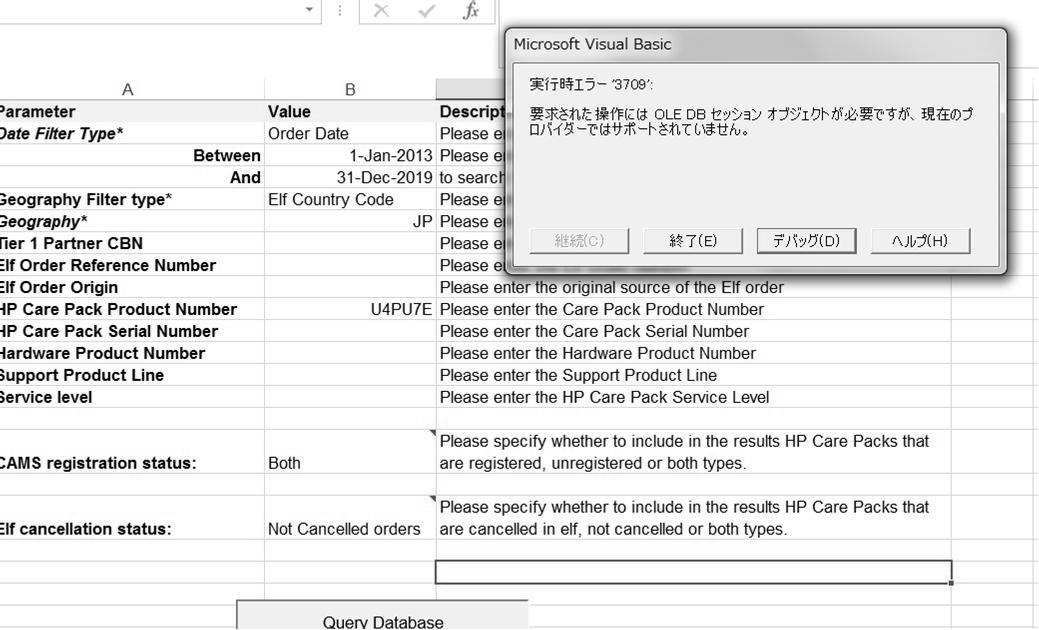 fx
Microsoft Visual Basic
実行時エラー '3709':
要求された操作には OLE DB セッション オブジェクトが必要ですが、現在のプ
ロバイダーではサポートされていません。
継続(C) 終了(E) デバッグ(D) ヘルプ(H)
A B
Parameter Value Descript
Date Filter Type* Order Date Please e
Between 1-Jan-2013 Please e
And 31-Dec-2019 to search
Geography Filter type* Elf Country Code Please e
Geography* JP Please e
Tier 1 Partner CBN Please e
Elf Order Reference Number Please e
Elf Order Origin Please enter the original source of the Elf order
HP Care Pack Product Number U4PU7E Please enter the Care Pack Product Number
HP Care Pack Serial Number Please enter the Care Pack Serial Number
Hardware Product Number Please enter the Hardware Product Number
Support Product Line Please enter the Support Product Line
Service level Please enter the HP Care Pack Service Level
Please specify whether to include in the results HP Care Packs that
CAMS registration status: Both are registered, unregistered or both types.
Please specify whether to include in the results HP Care Packs that
Elf cancellation status: Not Cancelled orders are cancelled in elf, not cancelled or both types.
Query Database